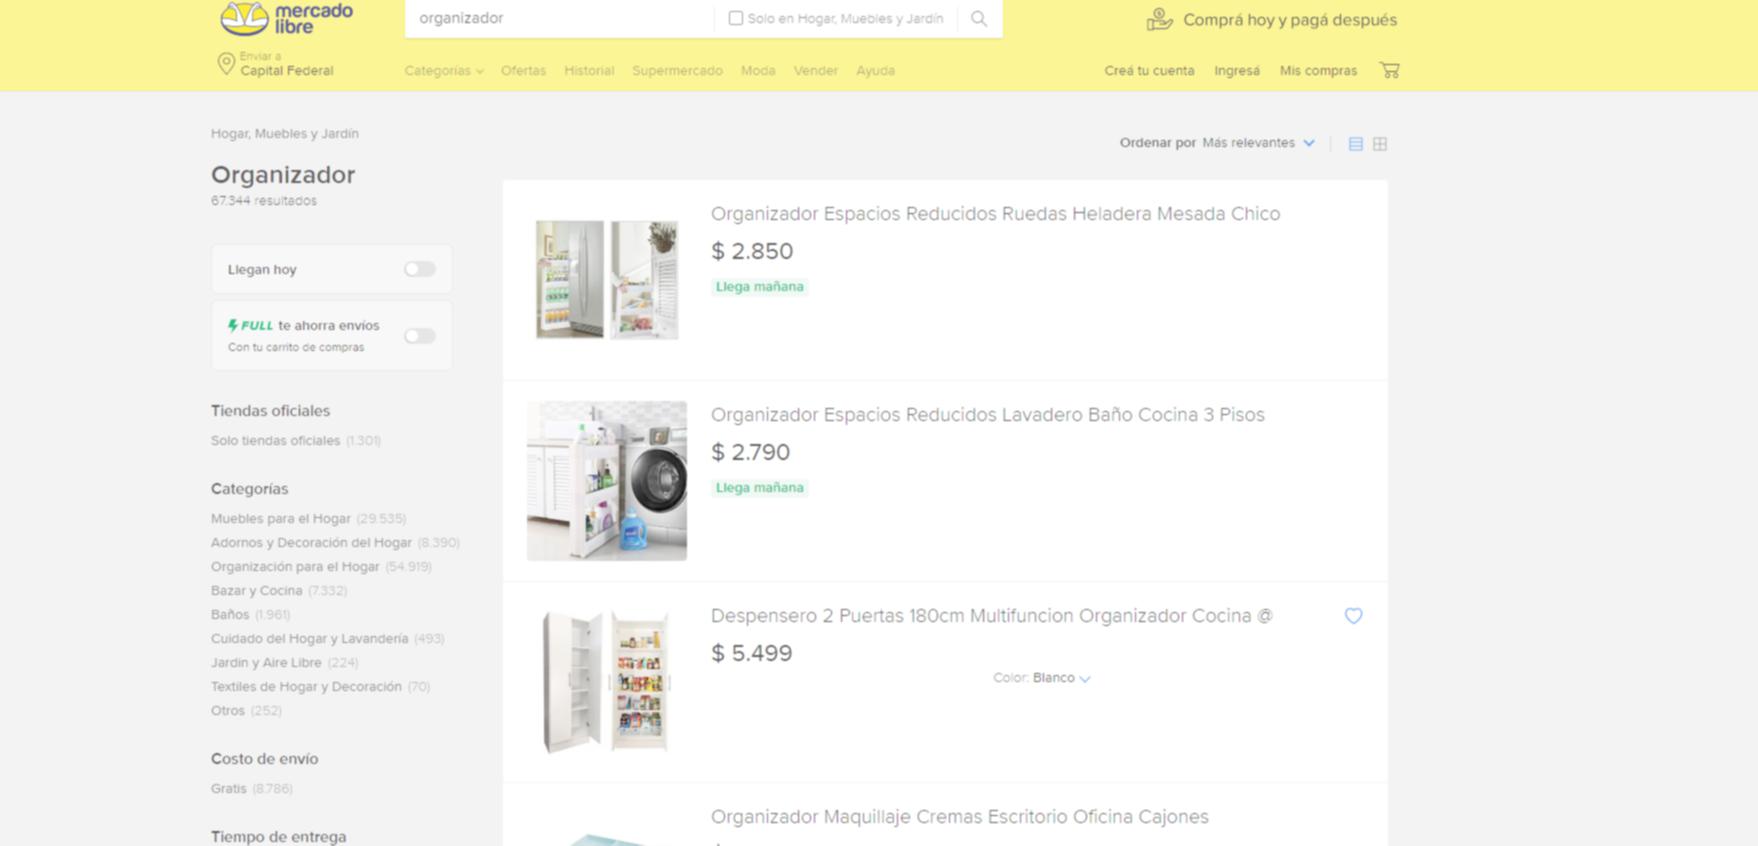 mercado
libre
organizador
Solo en Hogar, Muebles y Jardín
Comprá hoy y pagá después
Enviar a
Capital Federal
Categorías
Ofertas
Historial
Supermercado
Moda
Vender
Ayuda
Creá tu cuenta
Ingresá
Mis compras
Hogar, Muebles y Jardín
Organizador
67.344 resultados
Ordenar por Más relevantes
Llegan hoy
FULL te ahorra envíos
Con tu carrito de compras
Tiendas oficiales
Solo tiendas oficiales (1.301)
Categorías
Muebles para el Hogar (29.535)
Adornos y Decoración del Hogar (8.390)
Organización para el Hogar (54.919)
Bazar y Cocina (7.332)
Baños (1.961)
Cuidado del Hogar y Lavandería (493)
Jardin y Aire Libre (224)
Textiles de Hogar y Decoración (70)
Otros (252)
Costo de envío
Gratis (8.786)
Tiempo de entrega
Organizador Espacios Reducidos Ruedas Heladera Mesada Chico
$ 2.850
Llega mañana
Organizador Espacios Reducidos Lavadero Baño Cocina 3 Pisos
$ 2.790
Llega mañana
Despensero 2 Puertas 180cm Multifuncion Organizador Cocina @
$ 5.499
Color: Blanco
Organizador Maquillaje Cremas Escritorio Oficina Cajones